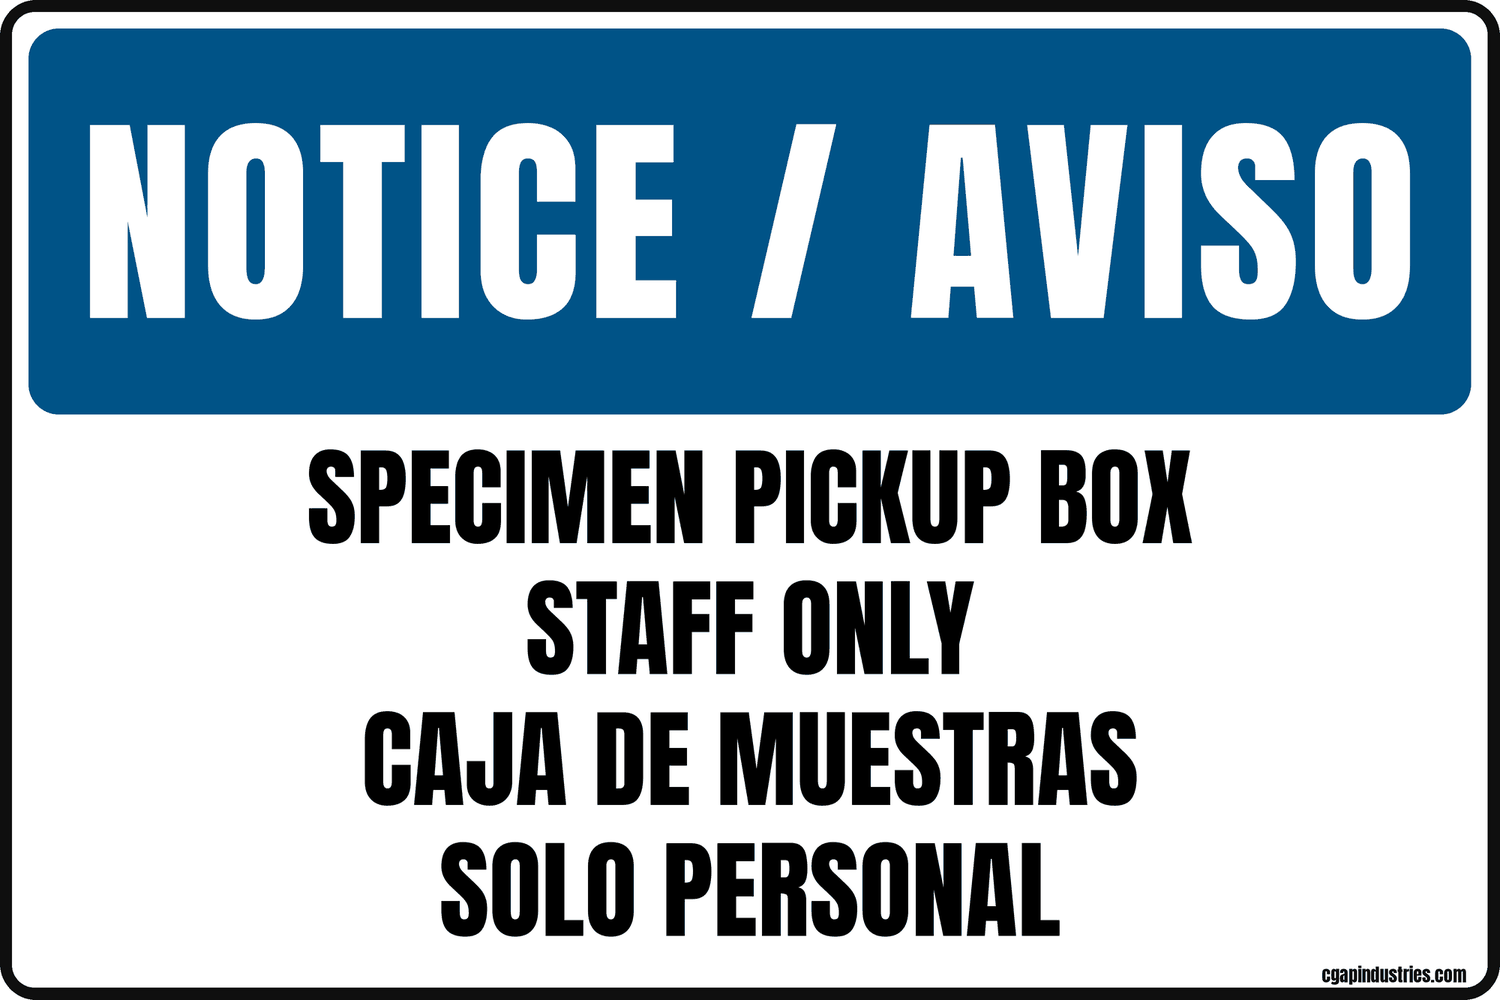 NOTICE / AVISO
SPECIMEN PICKUP BOX
STAFF ONLY
CAJA DE MUESTRAS
SOLO PERSONAL
cgapindustries.com